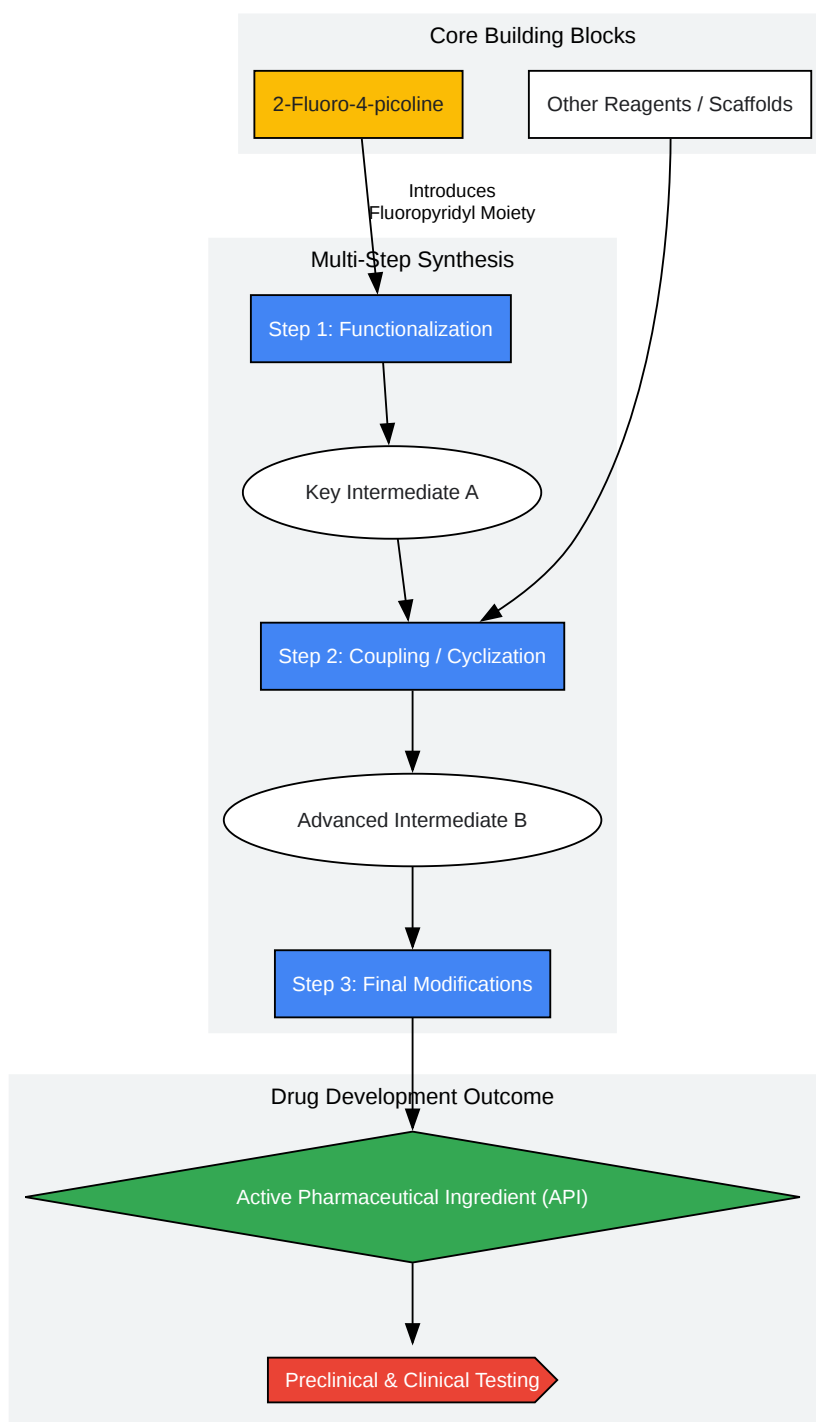 Core Building Blocks
2-Fluoro-4-picoline
Other Reagents / Scaffolds
Introduces
Fluoropyridyl Moiety
Multi-Step Synthesis
Step 1: Functionalization
Key Intermediate A
Step 2: Coupling / Cyclization
Advanced Intermediate B
Step 3: Final Modifications
Drug Development Outcome
Active Pharmaceutical Ingredient (API)
Preclinical & Clinical Testing